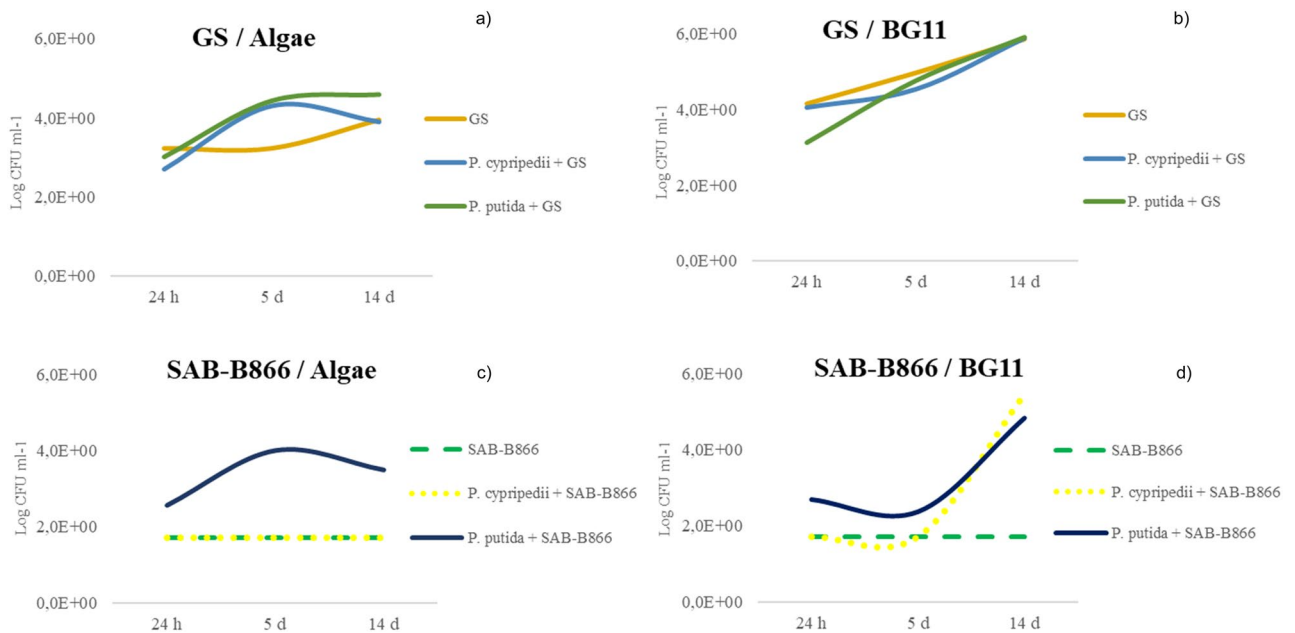 a)
GS / Algae
6,0E+00
4,0E+00
2,0E+00
0,0E+00
Log CFU ml-1
24 h 5 d 14 d
GS
P. cypripedii + GS
P. putida + GS
b)
GS / BG11
6,0E+00
4,0E+00
2,0E+00
0,0E+00
Log CFU ml-1
24 h 5 d 14 d
GS
P. cypripedii + GS
P. putida + GS
c)
SAB-B866 / Algae
6,0E+00
4,0E+00
2,0E+00
0,0E+00
Log CFU ml-1
24 h 5 d 14 d
SAB-B866
P. cypripedii + SAB-B866
P. putida + SAB-B866
d)
SAB-B866 / BG11
6,0E+00
4,0E+00
2,0E+00
0,0E+00
Log CFU ml-1
24 h 5 d 14 d
SAB-B866
P. cypripedii + SAB-B866
P. putida + SAB-B866